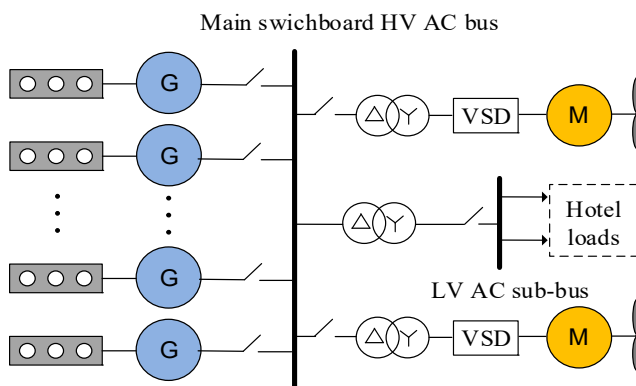 Main swichboard HV AC bus
G
VSD
M
G
Hotel
loads
G
LV AC sub-bus
G
VSD
M